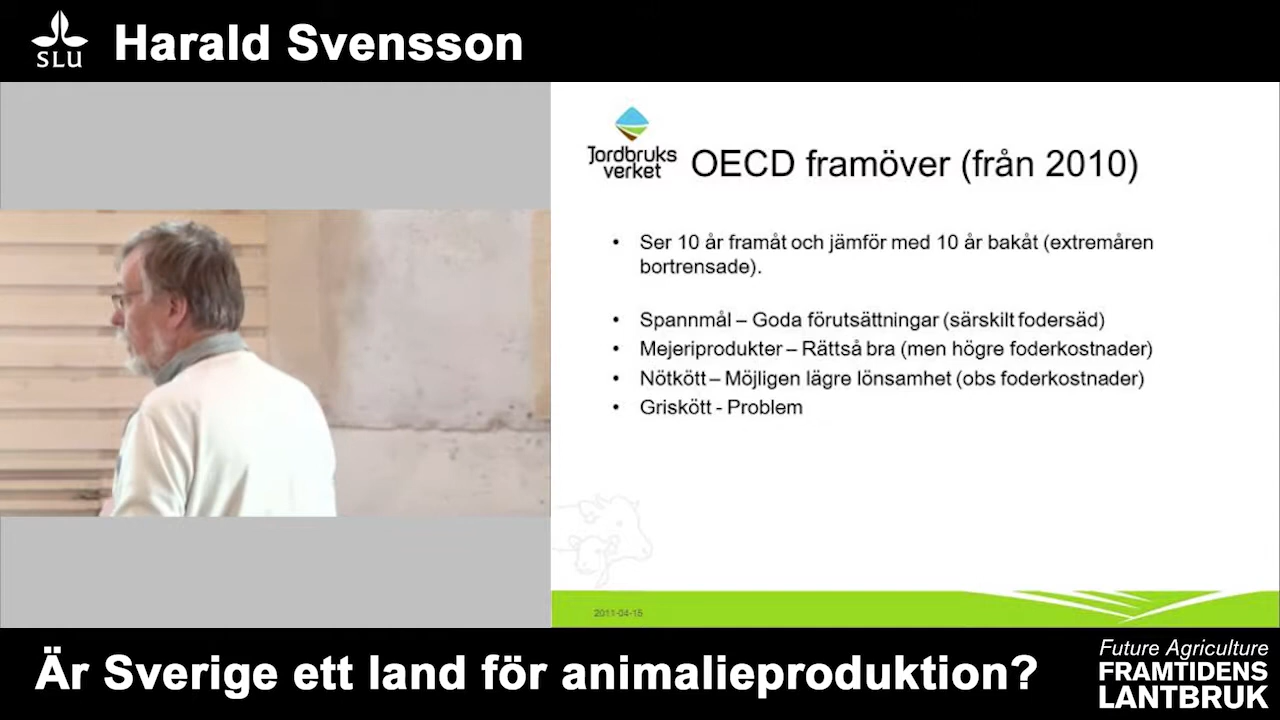 SLU
Harald Svensson
Jordbruks
verket
OECD framöver (från 2010)
• Ser 10 år framåt och jämför med 10 år bakåt (extremåren
bortrensade).
• Spannmål – Goda förutsättningar (särskilt fodersäd)
• Mejeriprodukter – Rättså bra (men högre foderkostnader)
• Nötkött – Möjligen lägre lönsamhet (obs foderkostnader)
• Griskött - Problem
2011-04-15
Är Sverige ett land för animalieproduktion?
Future Agriculture
FRAMTIDENS
LANTBRUK